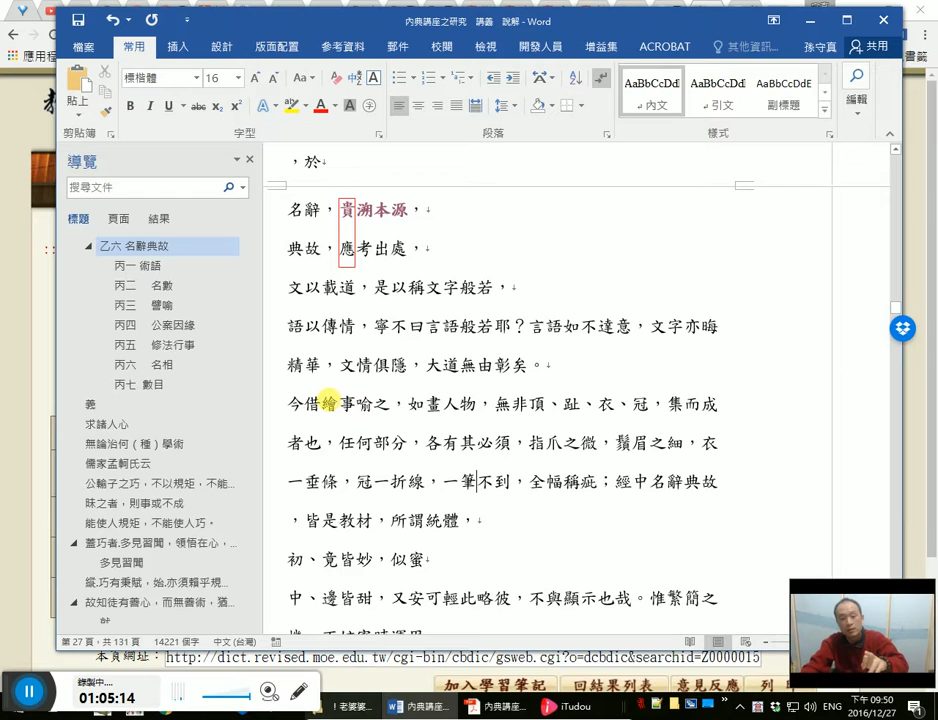 內典講座之研究 講義 說解 - Word
檔案 常用 插入 設計 版面配置 參考資料 郵件 校閱 檢視 開發人員 增益集 ACROBAT 其他資訊... 孫守真 共用
應用程
書籤
貼上
標楷體 16
AaBbCcDd 內文
AaBbCcDd 引文
AaBbCcDd 副標題
編輯
剪貼簿 字型 段落 樣式
導覽
搜尋文件
標題 頁面 結果
乙六 名辭典故
丙一 術語
丙二 名數
丙三 譬喻
丙四 公案因緣
丙五 修法行事
丙六 名相
丙七 數目
求諸人心
無論治何(種)學術
儒家孟軻氏云
公輸子之巧,不以規矩,不能...
昧之者,則事或不成
能使人規矩,不能使人巧。
蓋巧者.多見習聞,領悟在心,...
多見習聞
縱.巧有秉賦,始.亦須賴乎規...
故知徒有善心,而無善術,猶...
,於
名辭,貴溯本源,
典故,應考出處,
文以載道,是以稱文字般若,
語以傳情,寧不曰言語般若耶?言語如不達意,文字亦晦
精華,文情俱隱,大道無由彰矣。
今借繪事喻之,如畫人物,無非頂、趾、衣、冠,集而成
者也,任何部分,各有其必須,指爪之微,鬚眉之細,衣
一垂條,冠一折線,一筆不到,全幅稱疵;經中名辭典故
,皆是教材,所謂統體,
初、竟皆妙,似蜜
中、邊皆甜,又安可輕此略彼,不與顯示也哉。惟繁簡之
第 27 頁,共 131 頁 14221 個字 中文 (台灣)
本頁網址:http://dict.revised.moe.edu.tw/cgi-bin/cbdic/gsweb.cgi?o=dcbdic&searchid=Z0000015
加入學習筆記 回結果列表 意見反應
錄製中...
01:05:14
! 老婆婆...
內典講座...
內典講座...
iTudou
ENG
下午 09:50
2016/12/27